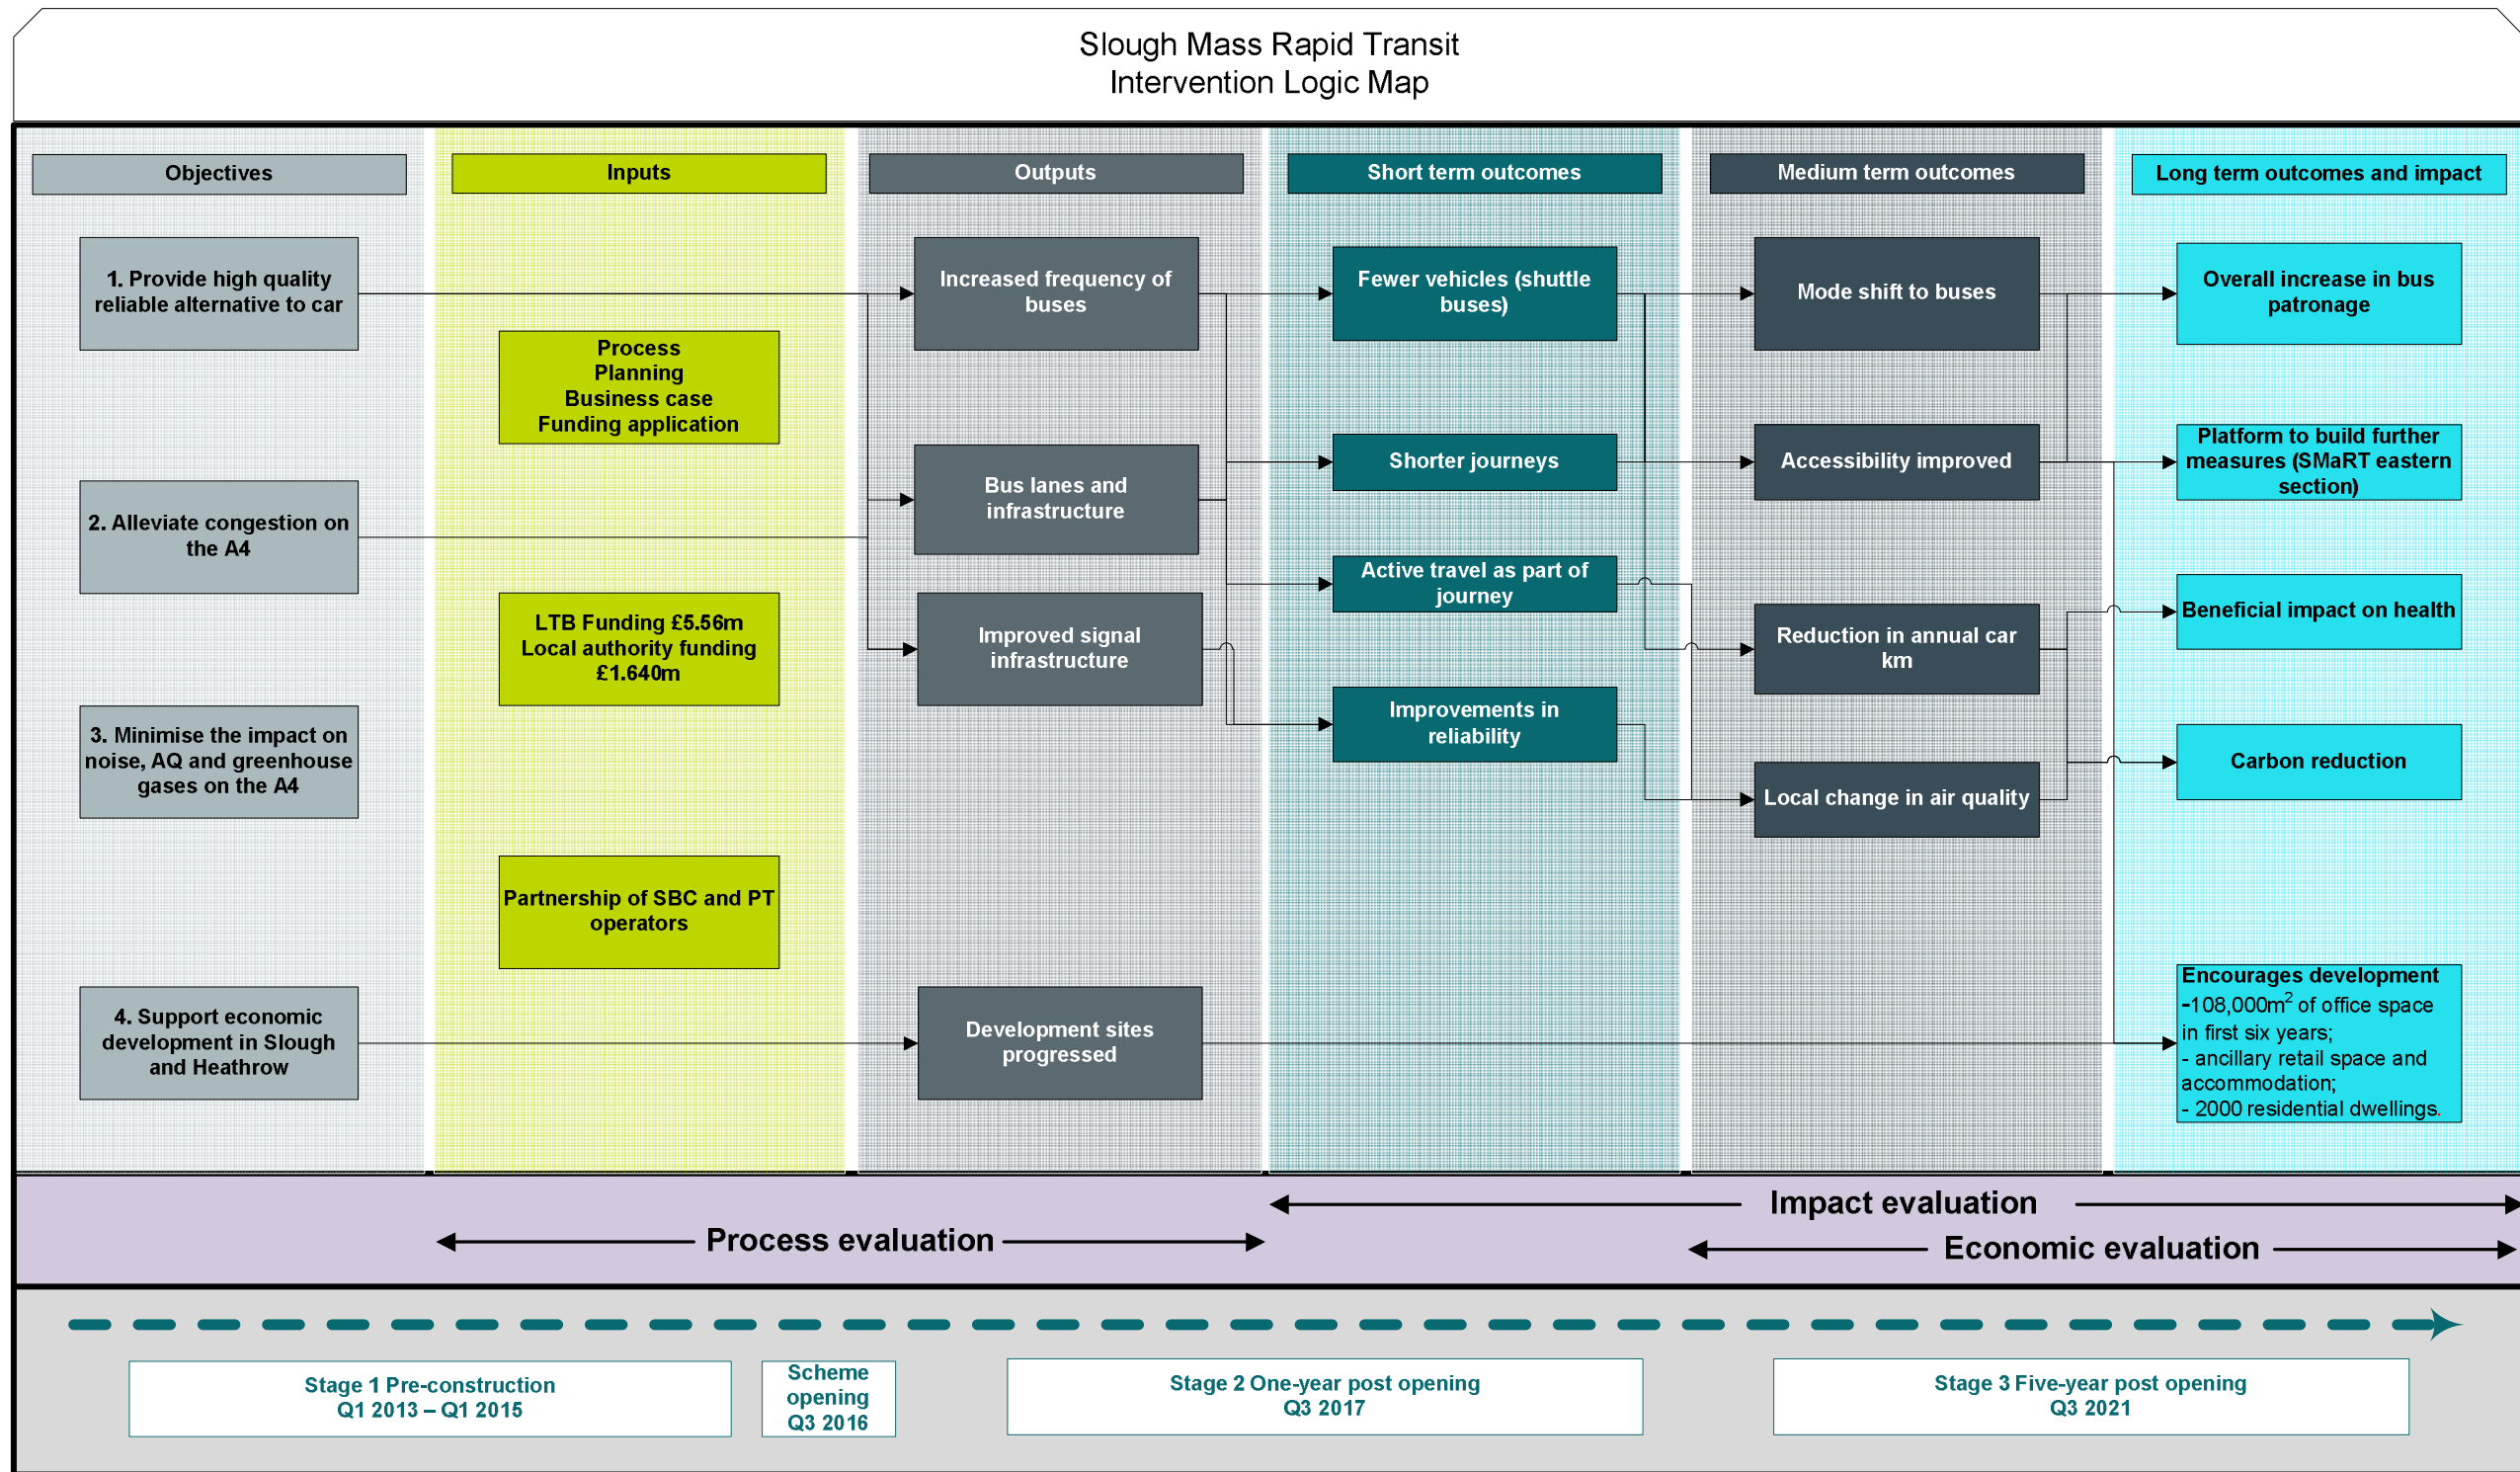 Slough Mass Rapid Transit
Intervention Logic Map
Objectives
Inputs
Outputs
Short term outcomes
Medium term outcomes
Long term outcomes and impact
1. Provide high quality
reliable alternative to car
2. Alleviate congestion on
the A4
3. Minimise the impact on
noise, AQ and greenhouse
gases on the A4
4. Support economic
development in Slough
and Heathrow
Process
Planning
Business case
Funding application
LTB Funding £5.56m
Local authority funding
£1.640m
Partnership of SBC and PT
operators
Increased frequency of
buses
Bus lanes and
infrastructure
Improved signal
infrastructure
Development sites
progressed
Fewer vehicles (shuttle
buses)
Shorter journeys
Active travel as part of
journey
Improvements in
reliability
Mode shift to buses
Accessibility improved
Reduction in annual car
km
Local change in air quality
Overall increase in bus
patronage
Platform to build further
measures (SMaRT eastern
section)
Beneficial impact on health
Carbon reduction
Encourages development
-108,000m² of office space
in first six years;
- ancillary retail space and
accommodation;
- 2000 residential dwellings.
Impact evaluation
Process evaluation
Economic evaluation
Stage 1 Pre-construction
Q1 2013 – Q1 2015
Scheme
opening
Q3 2016
Stage 2 One-year post opening
Q3 2017
Stage 3 Five-year post opening
Q3 2021